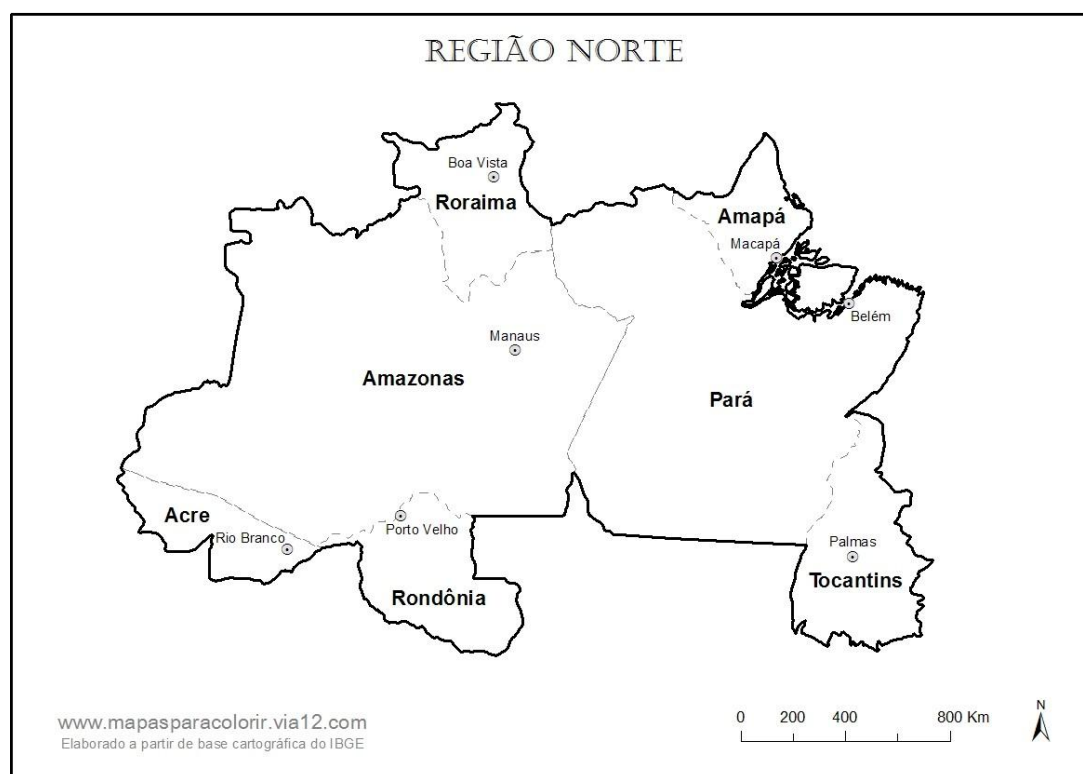 REGIÃO NORTE
Boa Vista
Roraima
Amapá
Macapá
Belém
Manaus
Amazonas
Pará
Acre
Rio Branco
Porto Velho
Rondônia
Palmas
Tocantins
www.mapasparacolorir.via12.com
Elaborado a partir de base cartográfica do IBGE
0 200 400 800 Km
N